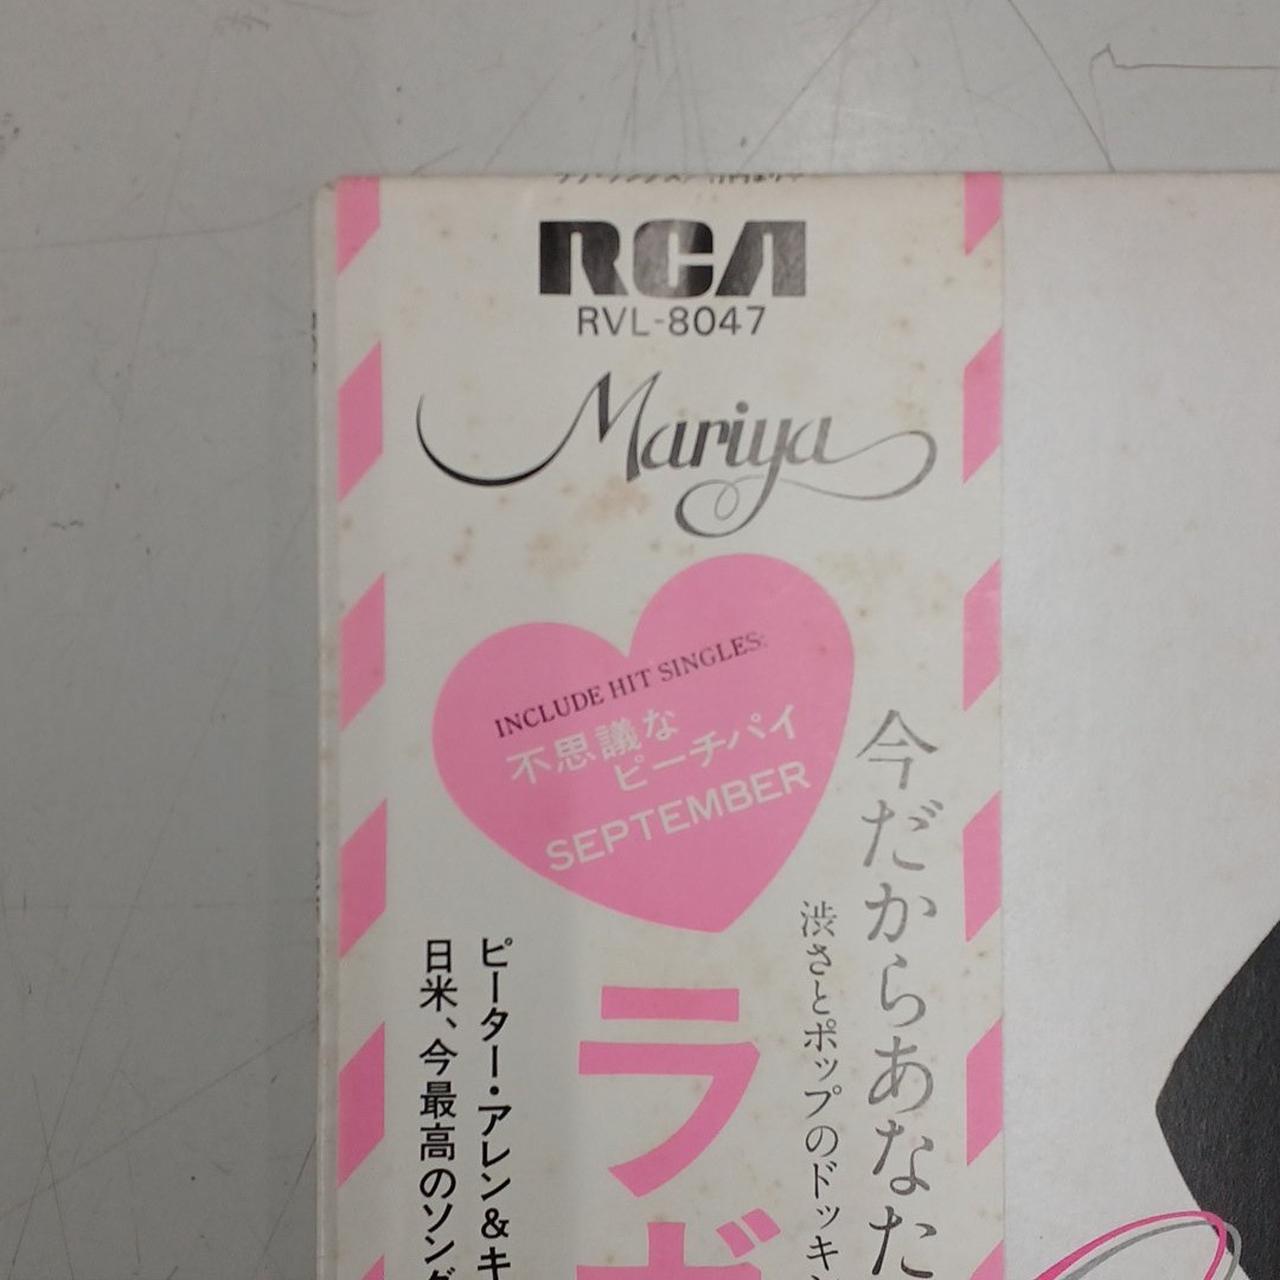 RCA
RVL-8047
Mariya
INCLUDE HIT SINGLES:
不思議な
ピーチパイ
SEPTEMBER
今だからあなた
渋さとポップのドッキン
ラブ
ピーター・アレン&キ
日米、今最高のソング